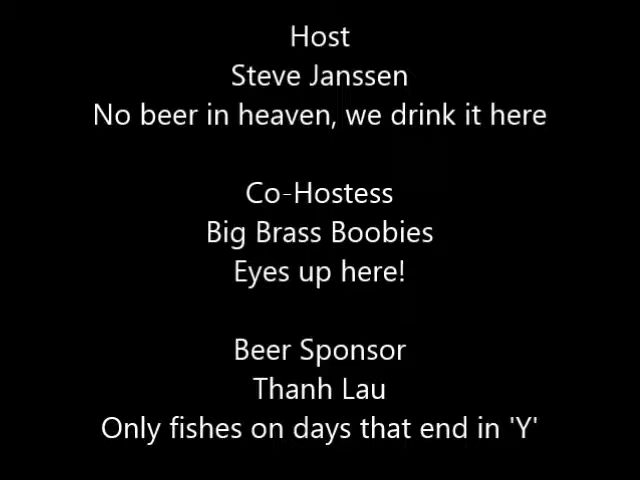 Host
Steve Janssen
No beer in heaven, we drink it here
Co-Hostess
Big Brass Boobies
Eyes up here!
Beer Sponsor
Thanh Lau
Only fishes on days that end in 'Y'